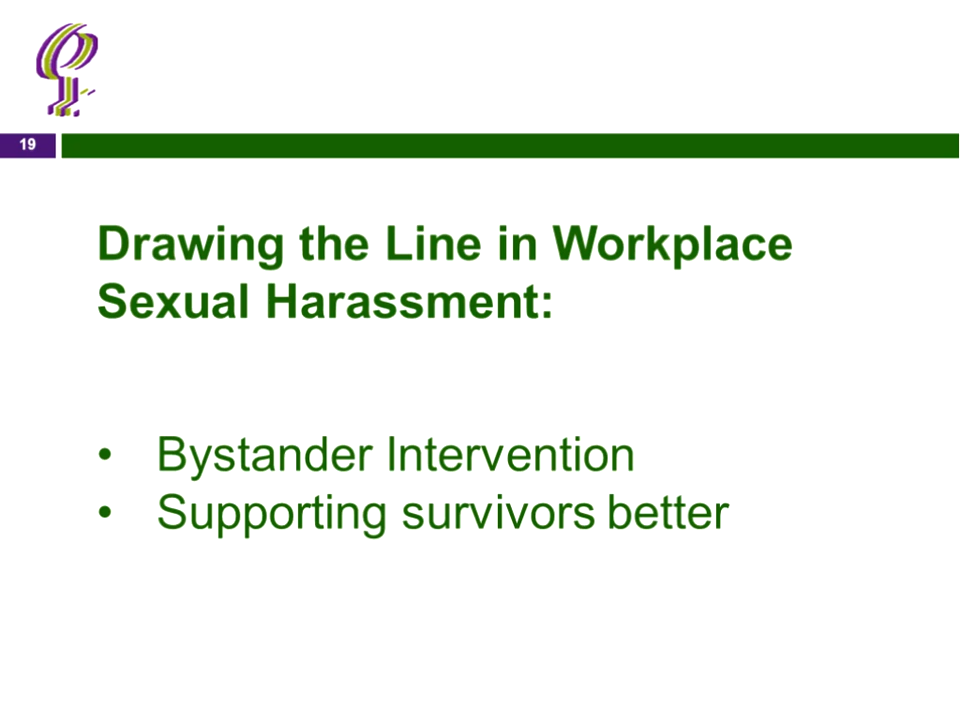 19
Drawing the Line in Workplace
Sexual Harassment:
• Bystander Intervention
• Supporting survivors better